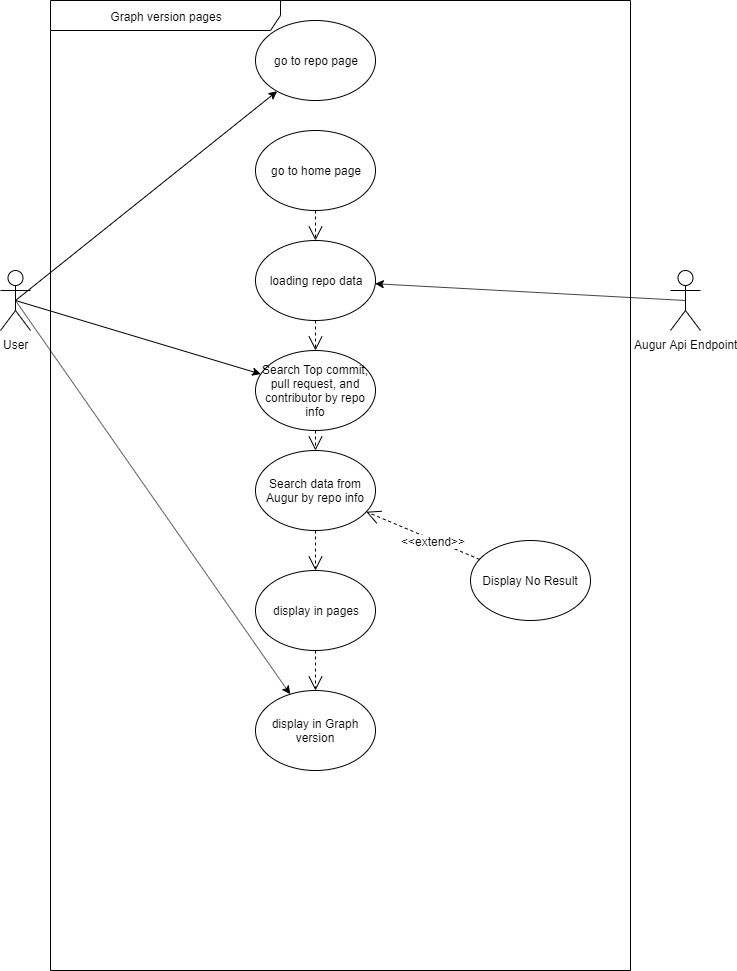 Graph version pages
go to repo page
go to home page
loading repo data
User
Augur Api Endpoint
Search Top commit,
pull request, and
contributor by repo
info
Search data from
Augur by repo info
<<extend>>
Display No Result
display in pages
display in Graph
version